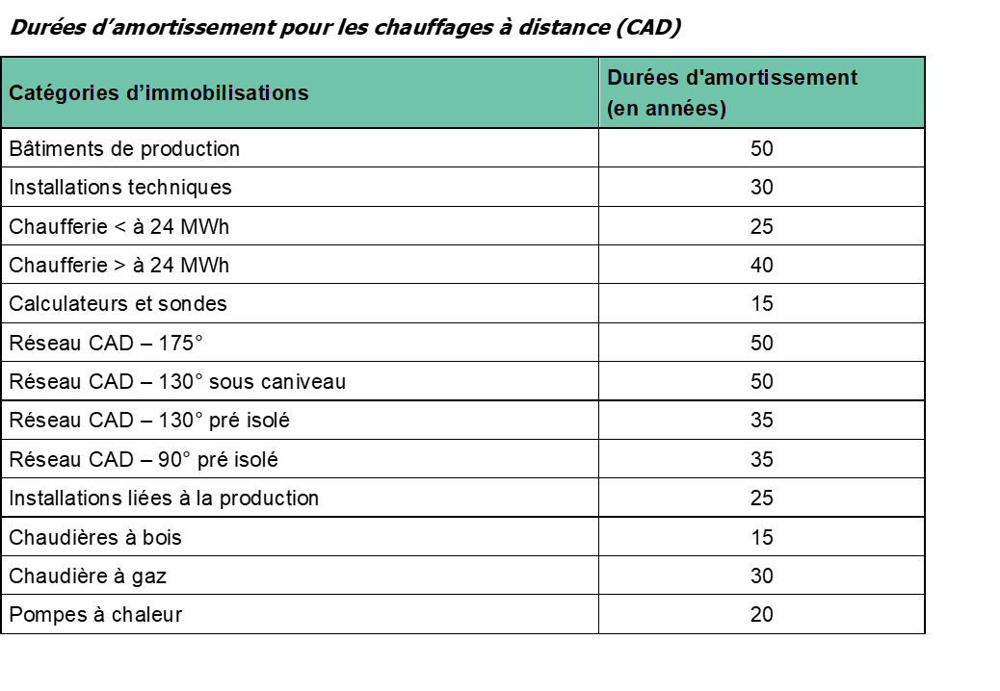 Durées d’amortissement pour les chauffages à distance (CAD)
Catégories d’immobilisations
Durées d'amortissement
(en années)
Bâtiments de production 50
Installations techniques 30
Chaufferie < à 24 MWh 25
Chaufferie > à 24 MWh 40
Calculateurs et sondes 15
Réseau CAD – 175° 50
Réseau CAD – 130° sous caniveau 50
Réseau CAD – 130° pré isolé 35
Réseau CAD – 90° pré isolé 35
Installations liées à la production 25
Chaudières à bois 15
Chaudière à gaz 30
Pompes à chaleur 20